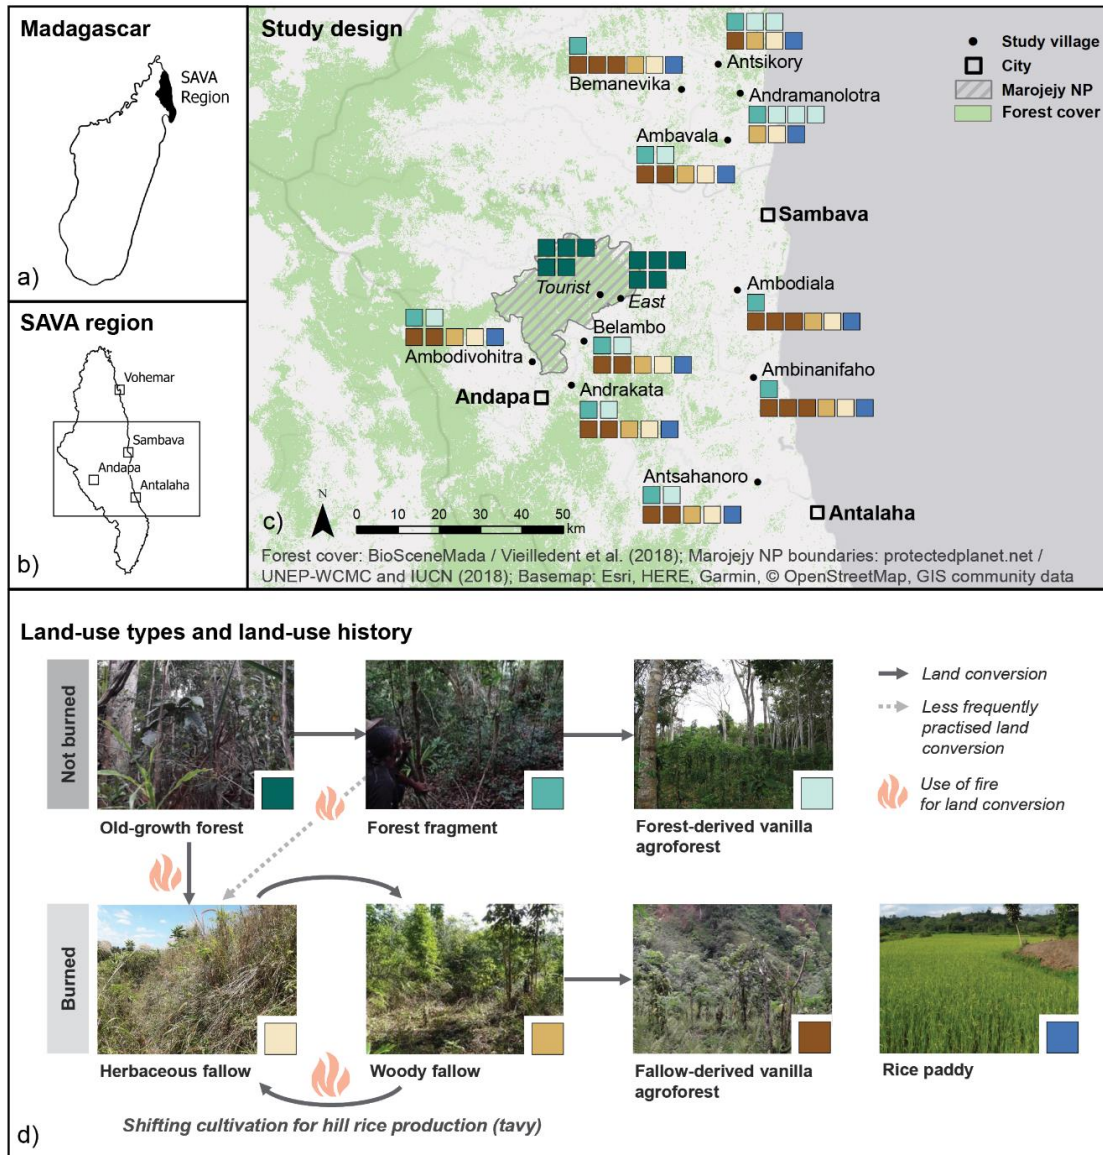 Madagascar
SAVA
Region
a)
SAVA region
Vohemar
Sambava
Andapa
Antalaha
b)
Study design
Study village
City
Marojejy NP
Forest cover
Antsikory
Bemanevika
Andramanolotra
Ambavala
SAVA
Sambava
Tourist
East
Ambodiala
Belambo
Ambodivohitra
Ambinanifaho
Andapa
Andrakata
Antsahanoro
Antalaha
N
0 10 20 30 40 50
km
c)
Forest cover: BioSceneMada / Vieilledent et al. (2018); Marojejy NP boundaries: protectedplanet.net /
UNEP-WCMC and IUCN (2018); Basemap: Esri, HERE, Garmin, © OpenStreetMap, GIS community data
Land-use types and land-use history
Not burned
Old-growth forest
Forest fragment
Forest-derived vanilla
agroforest
Land conversion
Less frequently
practised land
conversion
Use of fire
for land conversion
Burned
Herbaceous fallow
Woody fallow
Fallow-derived vanilla
agroforest
Rice paddy
Shifting cultivation for hill rice production (tavy)
d)